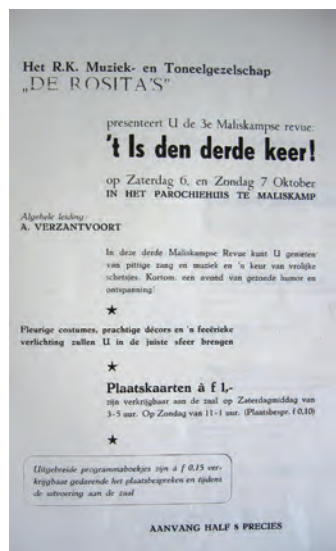 Het R.K. Muziek- en Toneelgezelschap
„DE ROSITA'S”
presenteert U de 3e Maliskampse revue:
't Is den derde keer!
op Zaterdag 6, en Zondag 7 Oktober
IN HET PAROCHIEHUIS TE MALISKAMP
Algehele leiding:
A. VERZANTVOORT
In deze derde Maliskampse Revue kunt U genieten
van pittige zang en muziek en 'n keur van vrolijke
schetsjes. Kortom, een avond van gezonde humor en
ontspanning!
★
Fleurige costumes, prachtige décors en 'n feeërieke
verlichting zullen U in de juiste sfeer brengen
★
Plaatskaarten à f 1,-
zijn verkrijgbaar aan de zaal op Zaterdagmiddag van
3-5 uur. Op Zondag van 11-1 uur. (Plaatsbespr. f 0,10)
★
Uitgebreide programmaboekjes zijn à f 0,15 ver-
krijgbaar gedurende het plaatsbespreken en tijdens
de uitvoering aan de zaal
AANVANG HALF 8 PRECIES